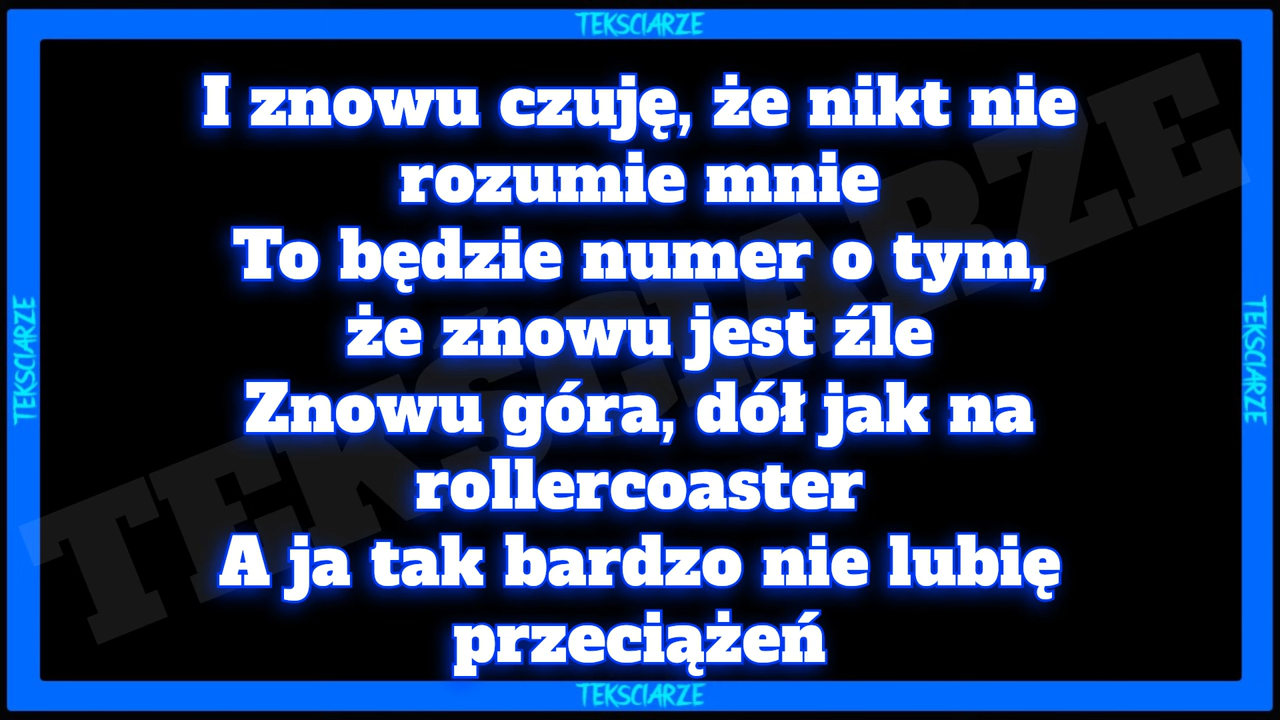 TEKSCIARZE
I znowu czuję, że nikt nie
rozumie mnie
To będzie numer o tym,
że znowu jest źle
Znowu góra, dół jak na
rollercoaster
A ja tak bardzo nie lubię
przeciążeń
TEKSCIARZE
TEKSCIARZE
TEKSCIARZE
TEKSCIARZE